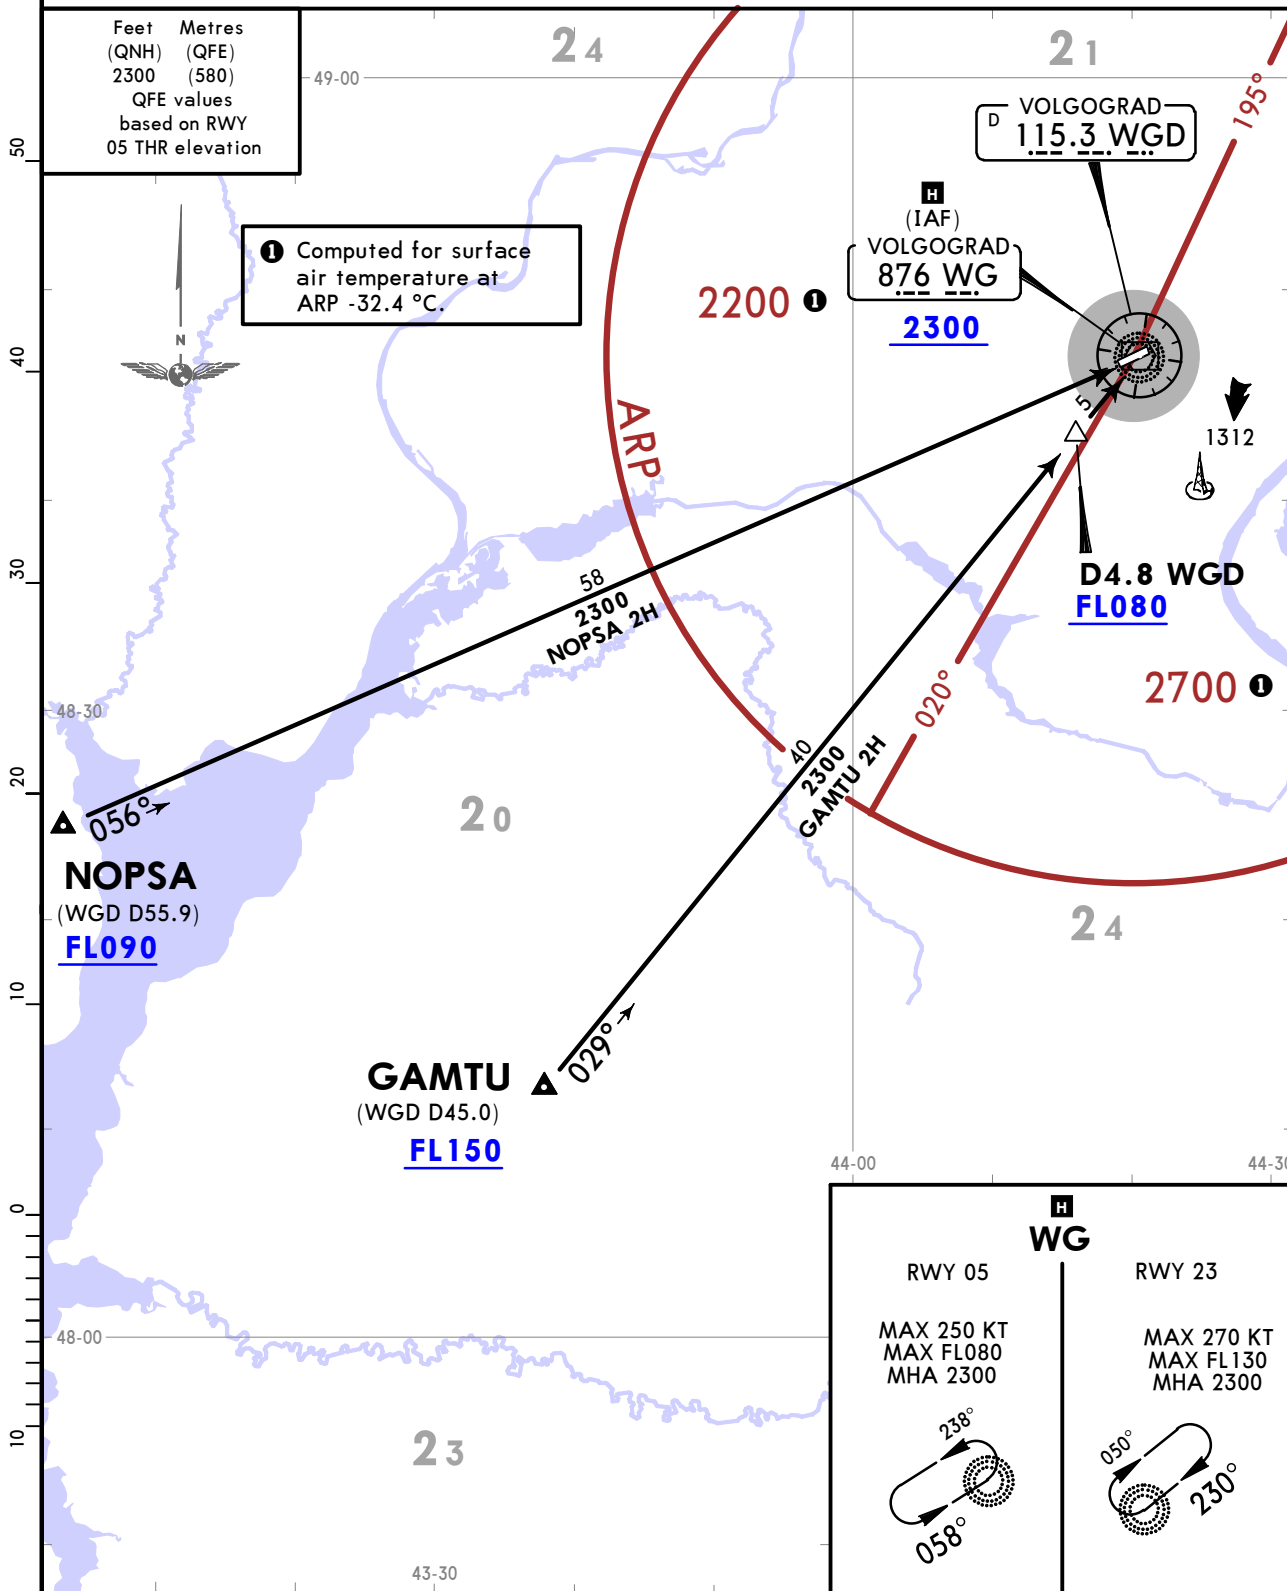 Feet Metres
(QNH) (QFE)
2300 (580)
QFE values
based on RWY
05 THR elevation
49-00
24
21
195°
VOLGOGRAD
D 115.3 WGD
H
(IAF)
VOLGOGRAD
876 WG
2300
1 Computed for surface
air temperature at
ARP -32.4 °C.
2200 1
N
50
40
30
20
10
0
10
ARP
5
1312
D4.8 WGD
FL080
58
2300
NOPSA 2H
2700 1
020°
48-30
40
2300
GAMTU 2H
056°
20
NOPSA
(WGD D55.9)
FL090
24
029°
GAMTU
(WGD D45.0)
FL150
44-00
44-30
48-00
23
43-30
H
WG
RWY 05
MAX 250 KT
MAX FL080
MHA 2300
238°
058°
RWY 23
MAX 270 KT
MAX FL130
MHA 2300
050°
230°